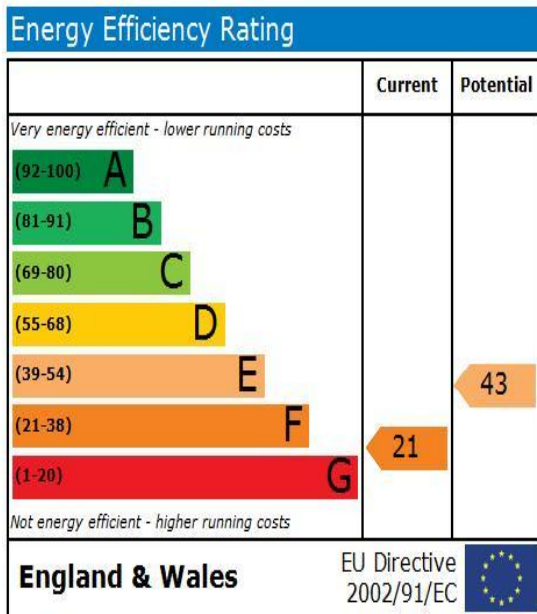 Energy Efficiency Rating
Current Potential
Very energy efficient - lower running costs
(92-100) A
(81-91) B
(69-80) C
(55-68) D
(39-54) E
43
(21-38) F
21
(1-20) G
Not energy efficient - higher running costs
England & Wales
EU Directive
2002/91/EC